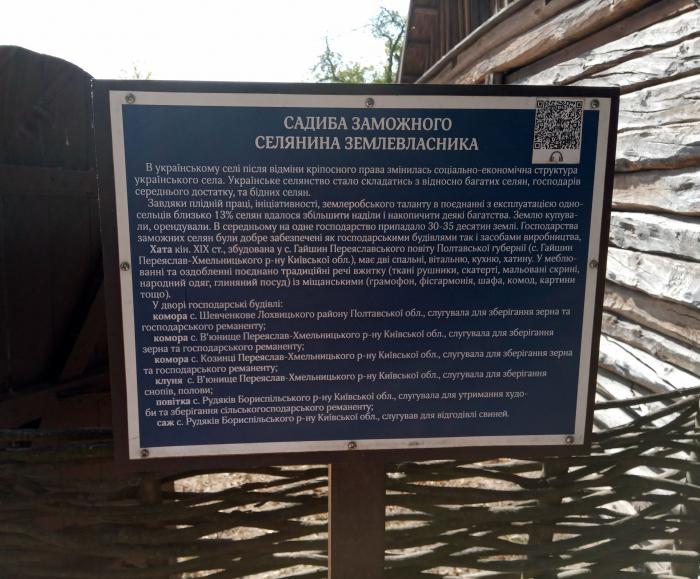 САДИБА ЗАМОЖНОГО
СЕЛЯНИНА ЗЕМЛЕВЛАСНИКА
В українському селі після відміни кріпосного права змінилась соціально-економічна структура
українського села. Українське селянство стало складатись з відносно багатих селян, господарів
середнього достатку, та бідних селян.
Завдяки плідній праці, ініціативності, землеробського таланту в поєднанні з експлуатацією одно-
сельців близько 13% селян вдалося збільшити наділи і накопичити деякі багатства. Землю купува-
ли, орендували. В середньому на одне господарство припадало 30-35 десятин землі. Господарства
заможних селян були добре забезпечені як господарськими будівлями так і засобами виробництва,
Хата кін. ХІХ ст., збудована у с. Гайшин Переяславського повіту Полтавської губернії (с. Гайшин
Переяслав-Хмельницького р-ну Київської обл.), має дві спальні, вітальню, кухню, хатину. У меблю-
ванні та оздобленні поєднано традиційні речі вжитку (ткані рушники, скатерті, мальовані скрині,
народний одяг, глиняний посуд) із міщанськими (грамофон, фісгармонія, шафа, комод, картини
тощо).
У дворі господарські будівлі:
комора с. Шевченкове Лохвицького району Полтавської обл., слугувала для зберігання зерна та
господарського реманенту;
комора с. В'юнище Переяслав-Хмельницького р-ну Київської обл., слугувала для зберігання
зерна та господарського реманенту;
комора с. Козинці Переяслав-Хмельницького р-ну Київської обл., слугувала для зберігання зерна
та господарського реманенту;
клуня с. В'юнище Переяслав-Хмельницького р-ну Київської обл., слугувала для зберігання
снопів, полови;
повітка с. Рудяків Бориспільського р-ну Київської обл., слугувала для утримання худо-
би та зберігання сільськогосподарського реманенту;
саж с. Рудяків Бориспільського р-ну Київської обл., слугував для відгодівлі свиней.